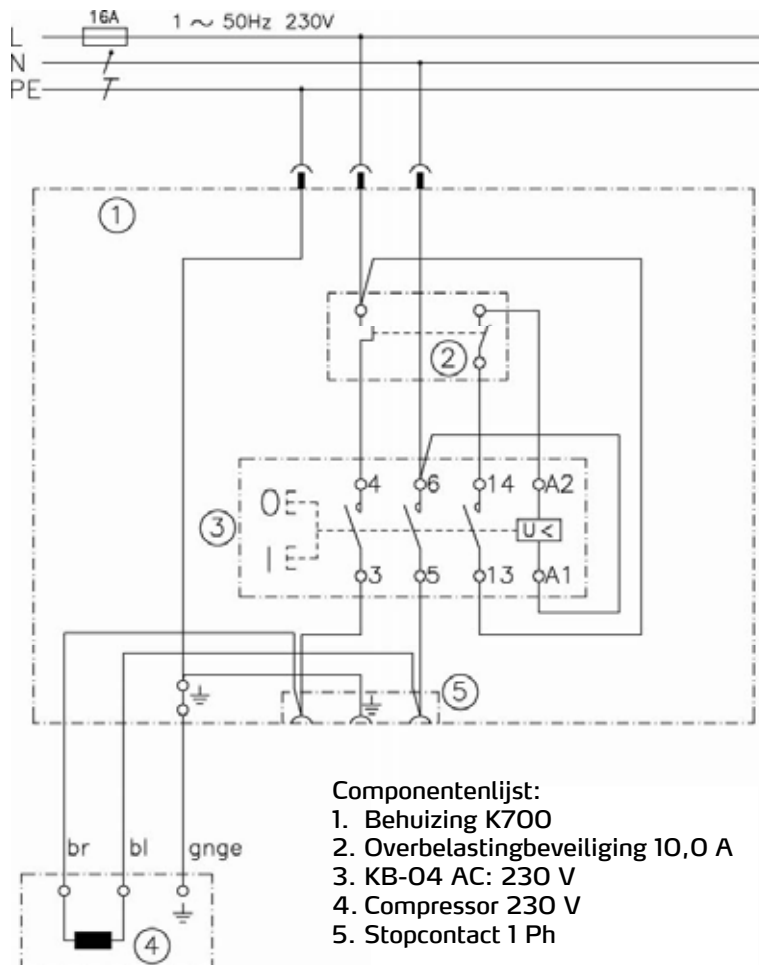 16A 1 ~ 50Hz 230V
L
N
PE
1
2
4 6 14 A2
0
3 U<
I
3 5 13 A1
5
br bl gnge
4
Componentenlijst:
1. Behuizing K700
2. Overbelastingbeveiliging 10,0 A
3. KB-04 AC: 230 V
4. Compressor 230 V
5. Stopcontact 1 Ph